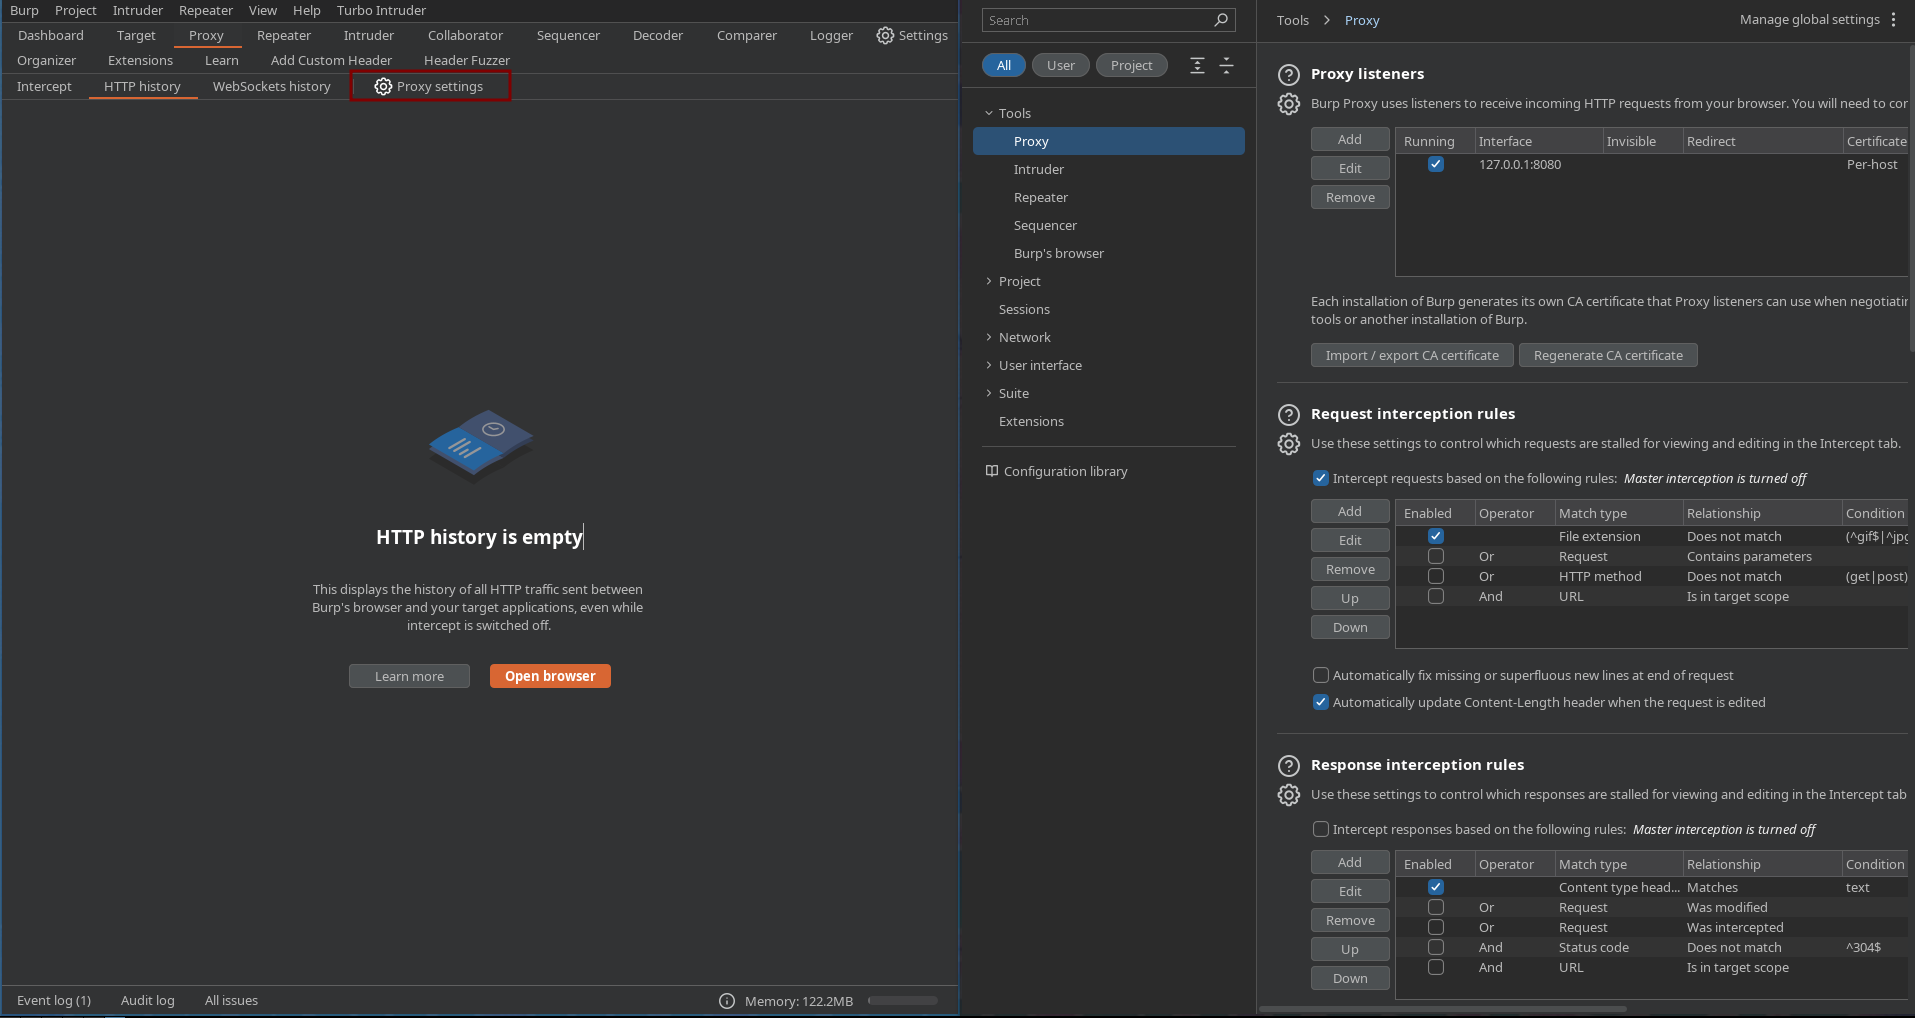 Burp Project Intruder Repeater View Help Turbo Intruder
Dashboard Target Proxy Repeater Intruder Collaborator Sequencer Decoder Comparer Logger Settings
Organizer Extensions Learn Add Custom Header Header Fuzzer
Intercept HTTP history WebSockets history Proxy settings
HTTP history is empty
This displays the history of all HTTP traffic sent between
Burp's browser and your target applications, even while
intercept is switched off.
Learn more Open browser
Event log (1) Audit log All issues Memory: 122.2MB
Search
All User Project
Tools
Proxy
Intruder
Repeater
Sequencer
Burp's browser
Project
Sessions
Network
User interface
Suite
Extensions
Configuration library
Tools > Proxy Manage global settings
Proxy listeners
Burp Proxy uses listeners to receive incoming HTTP requests from your browser. You will need to cor
Add
Edit
Remove
Running Interface Invisible Redirect Certificate
127.0.0.1:8080 Per-host
Each installation of Burp generates its own CA certificate that Proxy listeners can use when negotiatin
tools or another installation of Burp.
Import / export CA certificate Regenerate CA certificate
Request interception rules
Use these settings to control which requests are stalled for viewing and editing in the Intercept tab.
Intercept requests based on the following rules: Master interception is turned off
Add
Edit
Remove
Up
Down
Enabled Operator Match type Relationship Condition
File extension Does not match (^gif$|^jpg
Or Request Contains parameters
Or HTTP method Does not match (get|post)
And URL Is in target scope
Automatically fix missing or superfluous new lines at end of request
Automatically update Content-Length header when the request is edited
Response interception rules
Use these settings to control which responses are stalled for viewing and editing in the Intercept tab
Intercept responses based on the following rules: Master interception is turned off
Add
Edit
Remove
Up
Down
Enabled Operator Match type Relationship Condition
Content type head... Matches text
Or Request Was modified
Or Request Was intercepted
And Status code Does not match ^304$
And URL Is in target scope